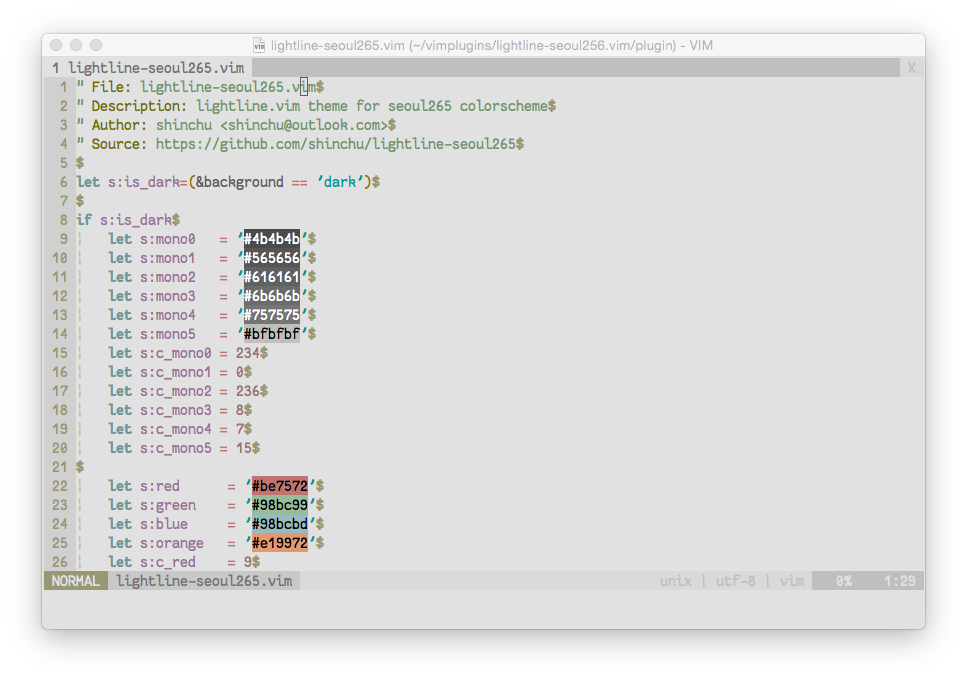 vim lightline-seoul265.vim (~/vimplugins/lightline-seoul256.vim/plugin) - VIM
1 lightline-seoul265.vim X
1 " File: lightline-seoul265.vim$
2 " Description: lightline.vim theme for seoul265 colorscheme$
3 " Author: shinchu <shinchu@outlook.com>$
4 " Source: https://github.com/shinchu/lightline-seoul265$
5 $
6 let s:is_dark=(&background == 'dark')$
7 $
8 if s:is_dark$
9 ¦   let s:mono0   = '#4b4b4b'$
10 ¦   let s:mono1   = '#565656'$
11 ¦   let s:mono2   = '#616161'$
12 ¦   let s:mono3   = '#6b6b6b'$
13 ¦   let s:mono4   = '#757575'$
14 ¦   let s:mono5   = '#bfbfbf'$
15 ¦   let s:c_mono0 = 234$
16 ¦   let s:c_mono1 = 0$
17 ¦   let s:c_mono2 = 236$
18 ¦   let s:c_mono3 = 8$
19 ¦   let s:c_mono4 = 7$
20 ¦   let s:c_mono5 = 15$
21 $
22 ¦   let s:red      = '#be7572'$
23 ¦   let s:green    = '#98bc99'$
24 ¦   let s:blue     = '#98bcbd'$
25 ¦   let s:orange   = '#e19972'$
26 ¦   let s:c_red    = 9$
NORMAL lightline-seoul265.vim unix | utf-8 | vim 0% 1:29